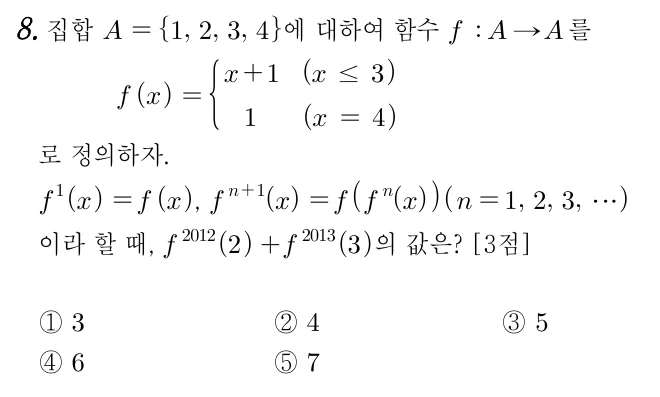 8. 집합 A = {1, 2, 3, 4}에 대하여 함수 f : A → A를
f(x) = { x+1 (x ≤ 3)
1 (x = 4)
로 정의하자.
f¹(x) = f(x), fⁿ⁺¹(x) = f(fⁿ(x))(n = 1, 2, 3, ⋯)
이라 할 때, f²⁰¹²(2) + f²⁰¹³(3)의 값은? [3점]
① 3 ② 4 ③ 5
④ 6 ⑤ 7